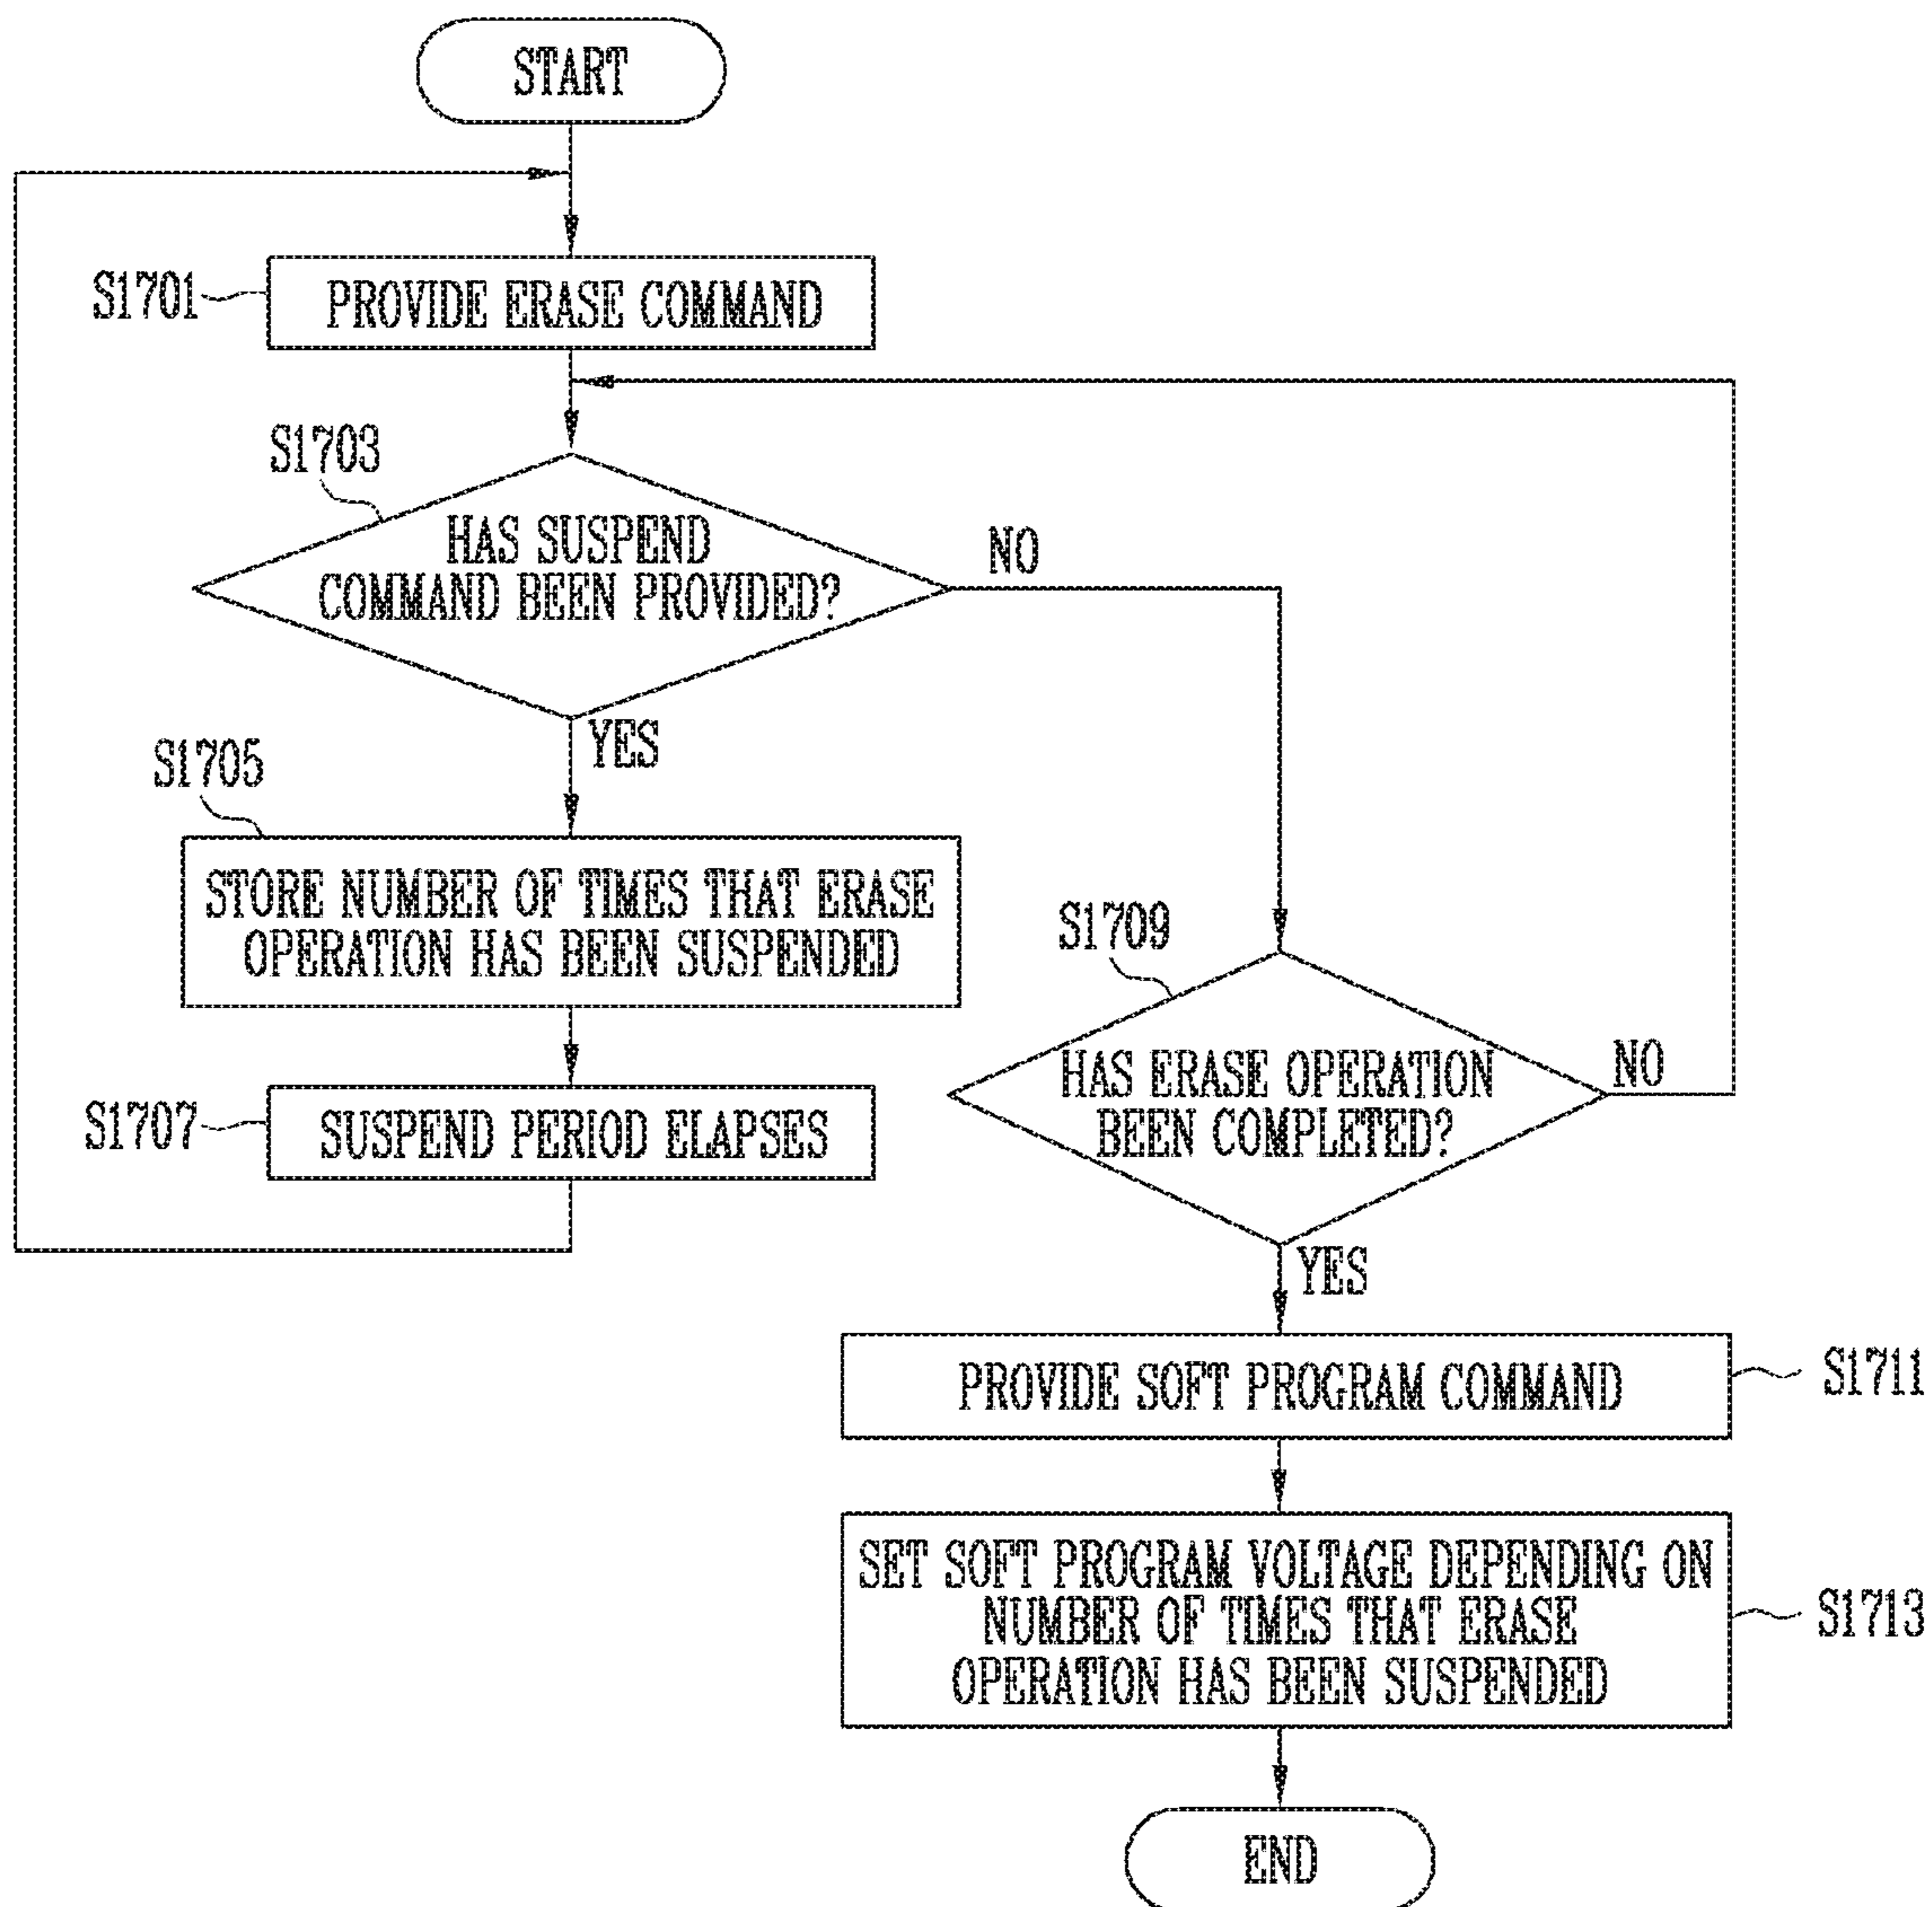 START
S1701
PROVIDE ERASE COMMAND
S1703
HAS SUSPEND
COMMAND BEEN PROVIDED?
NO
YES
S1705
STORE NUMBER OF TIMES THAT ERASE
OPERATION HAS BEEN SUSPENDED
S1707
SUSPEND PERIOD ELAPSES
S1709
HAS ERASE OPERATION
BEEN COMPLETED?
NO
YES
PROVIDE SOFT PROGRAM COMMAND
S1711
SET SOFT PROGRAM VOLTAGE DEPENDING ON
NUMBER OF TIMES THAT ERASE
OPERATION HAS BEEN SUSPENDED
S1713
END